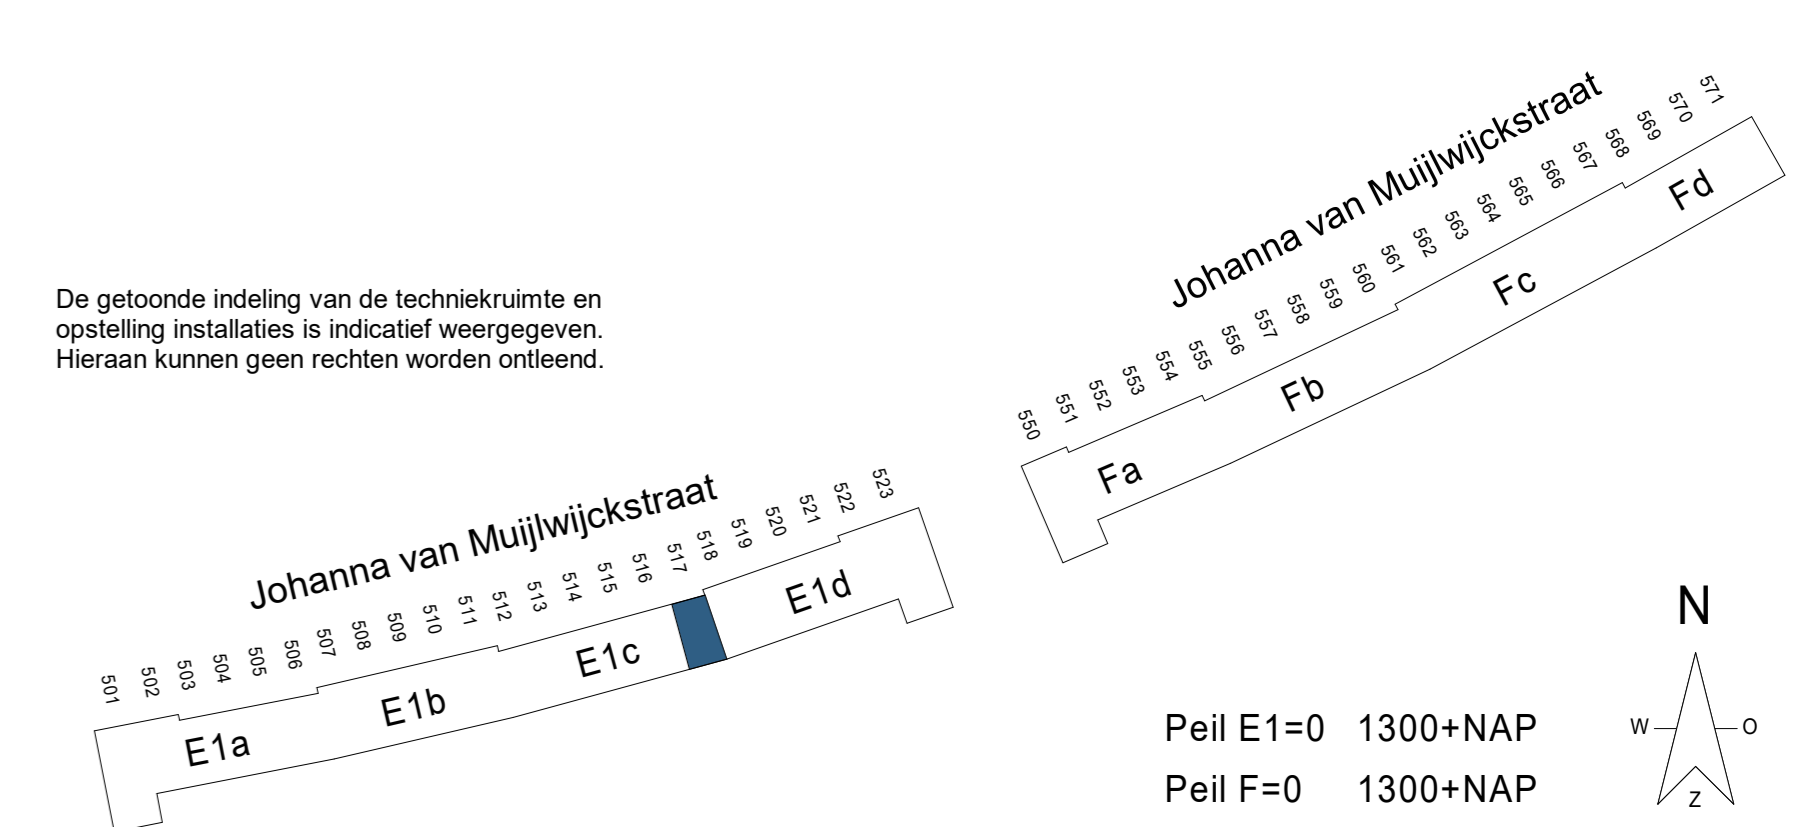 De getoonde indeling van de techniekruimte en
opstelling installaties is indicatief weergegeven.
Hieraan kunnen geen rechten worden ontleend.
Johanna van Muijlwijckstraat
501
502
503
504
505
506
507
508
509
510
511
512
513
514
515
516
517
518
519
520
521
522
523
E1a
E1b
E1c
E1d
Johanna van Muijlwijckstraat
550
551
552
553
554
555
556
557
558
559
560
561
562
563
564
565
566
567
568
569
570
571
Fa
Fb
Fc
Fd
Peil E1=0 1300+NAP
Peil F=0 1300+NAP
N
W
O
Z